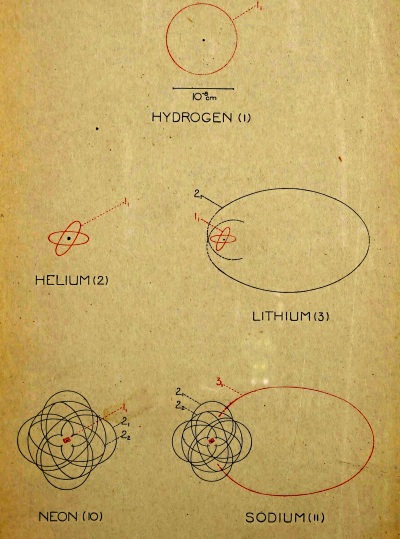 1₁
10⁻⁸cm
HYDROGEN (1)
1₁
HELIUM (2)
2₁
1₁
LITHIUM (3)
1₁
2₁
2₂
NEON (10)
3₁
2₁
2₂
SODIUM (11)